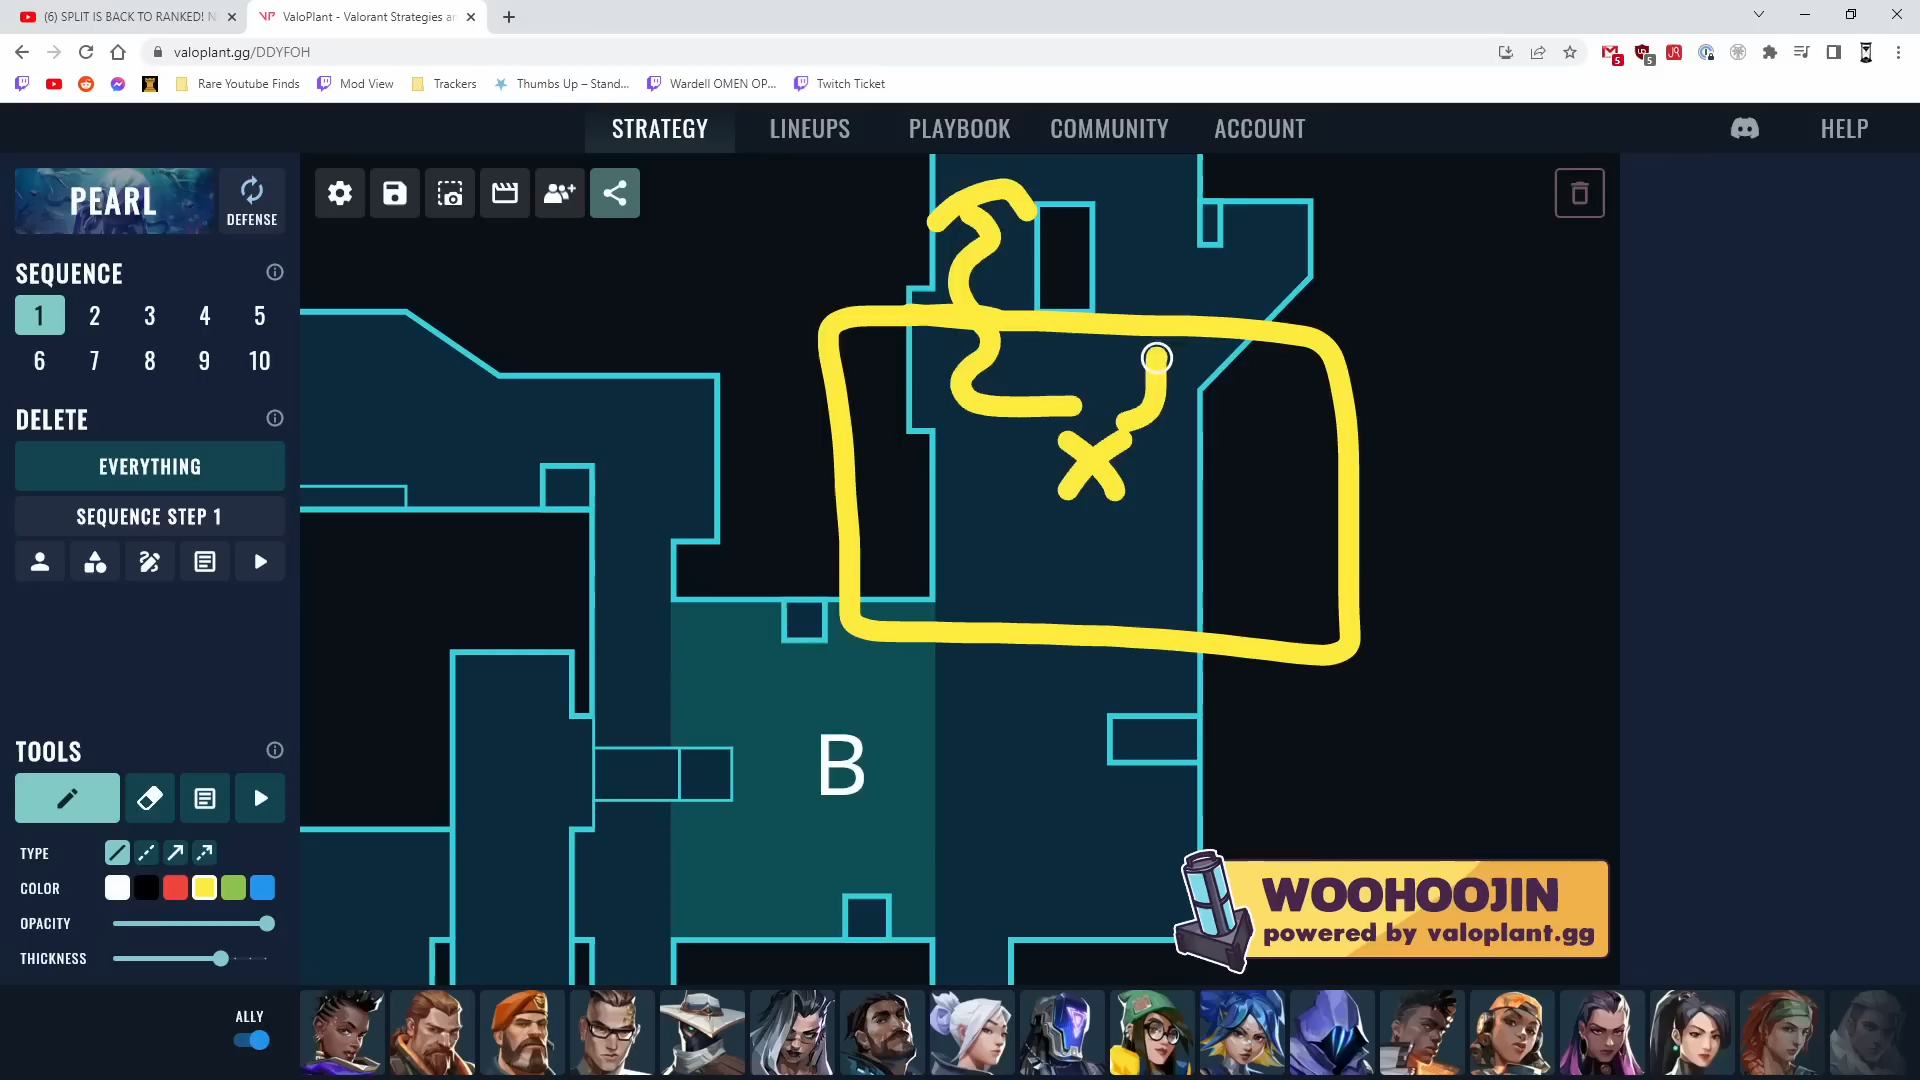 (6) SPLIT IS BACK TO RANKED! N
ValoPlant - Valorant Strategies an
valoplant.gg/DDYFOH
5
5
Rare Youtube Finds
Mod View
Trackers
Thumbs Up – Stand...
Wardell OMEN OP...
Twitch Ticket
STRATEGY
LINEUPS
PLAYBOOK
COMMUNITY
ACCOUNT
HELP
PEARL
DEFENSE
SEQUENCE
1 2 3 4 5
6 7 8 9 10
DELETE
EVERYTHING
SEQUENCE STEP 1
B
TOOLS
TYPE
COLOR
OPACITY
THICKNESS
WOOHOOJIN
powered by valoplant.gg
ALLY